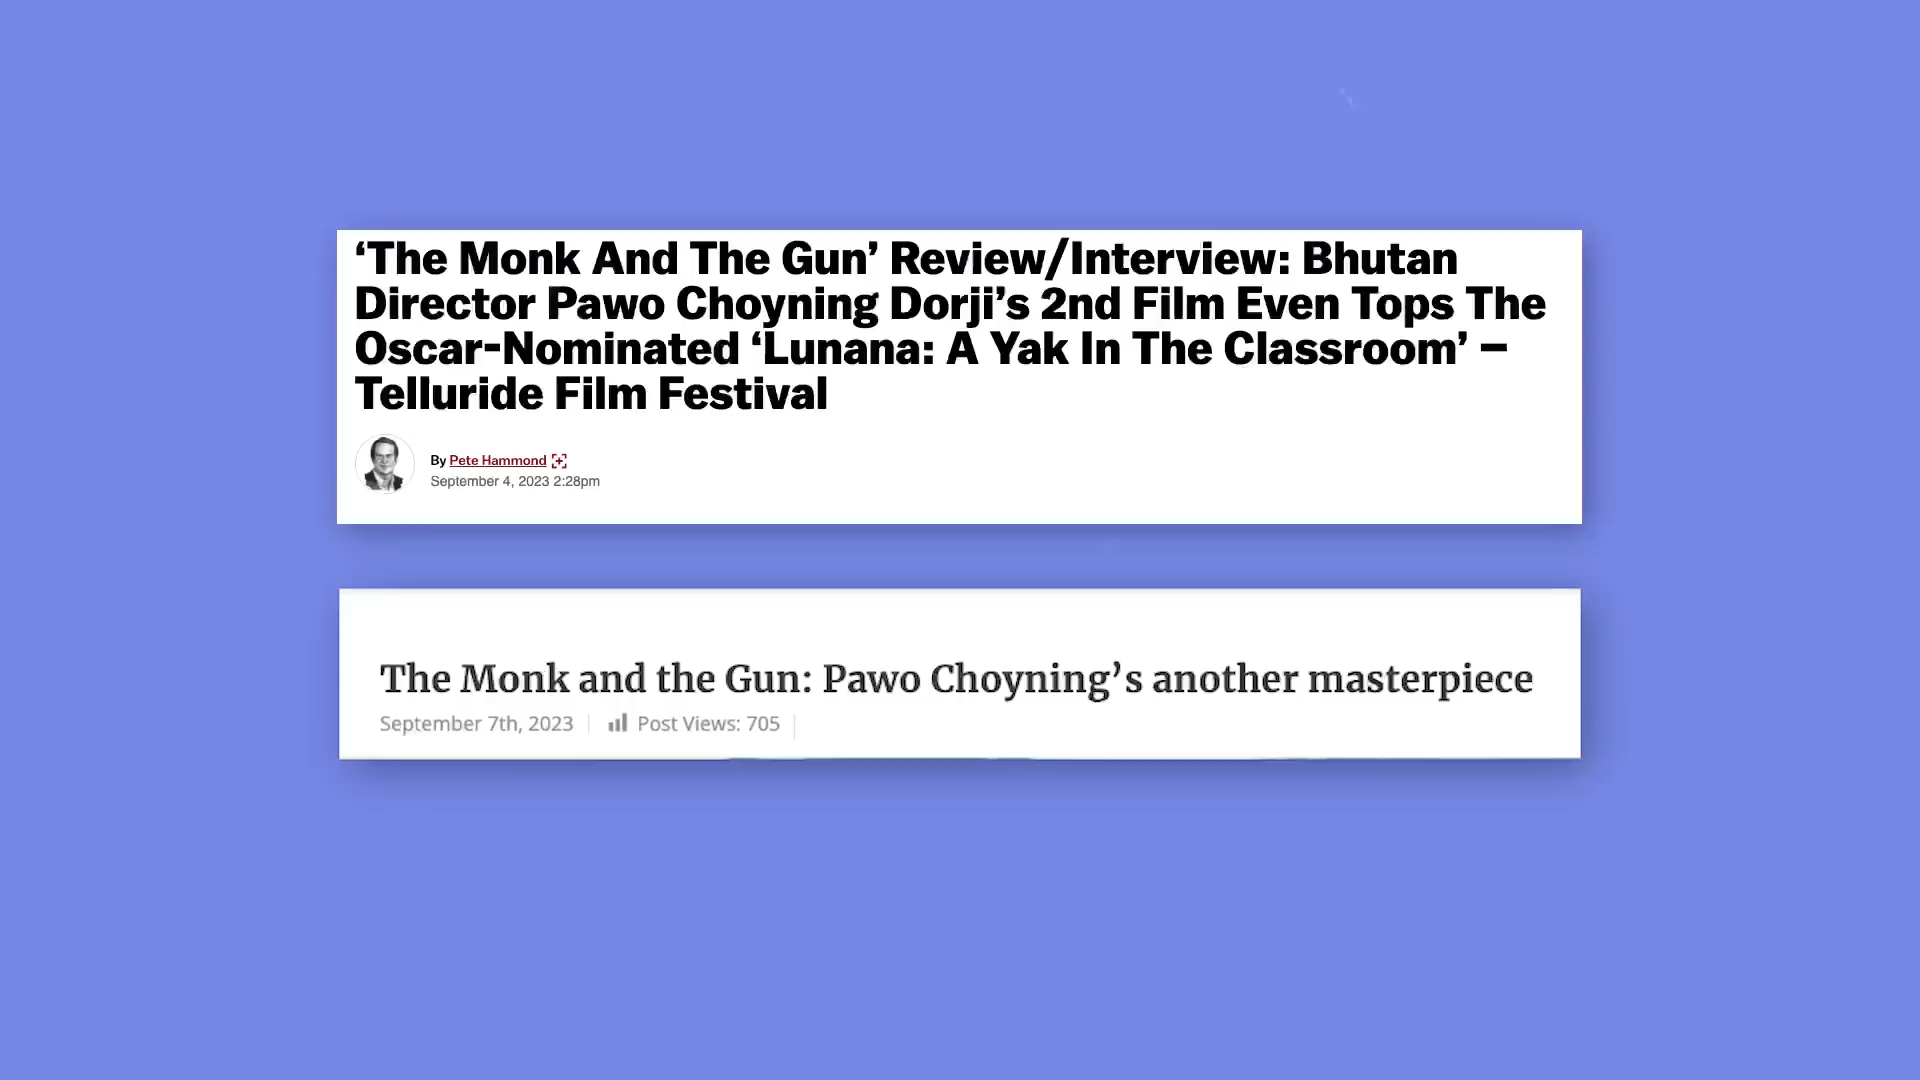 ‘The Monk And The Gun’ Review/Interview: Bhutan
Director Pawo Choyning Dorji’s 2nd Film Even Tops The
Oscar-Nominated ‘Lunana: A Yak In The Classroom’ –
Telluride Film Festival
By Pete Hammond
September 4, 2023 2:28pm
The Monk and the Gun: Pawo Choyning’s another masterpiece
September 7th, 2023
Post Views: 705